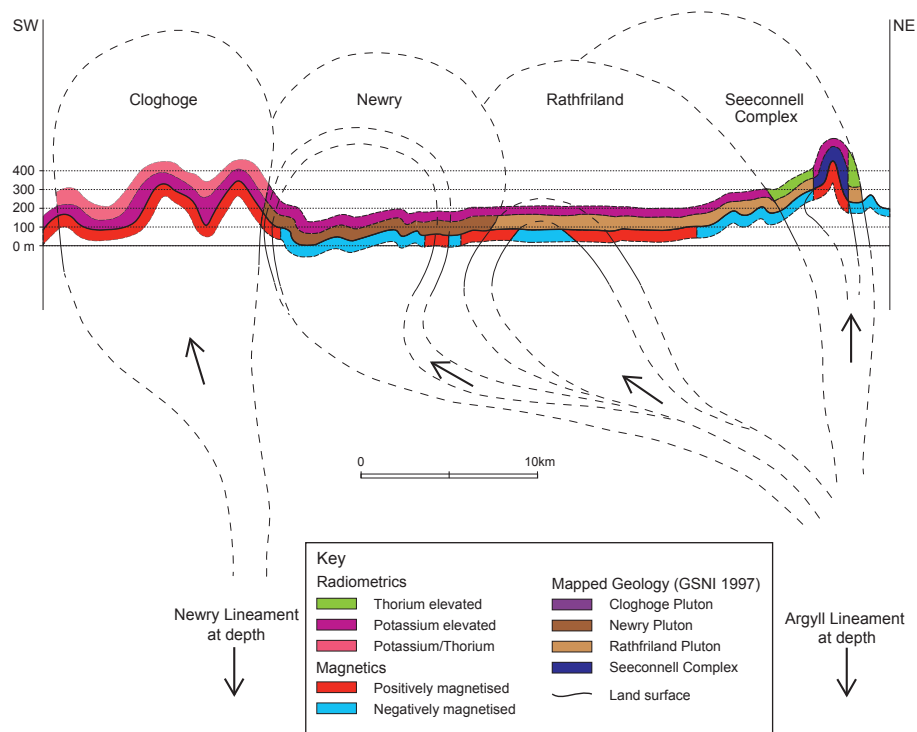 SW
NE
Cloghoge
Newry
Rathfriland
Seeconnell
Complex
400
300
200
100
0 m
0
10km
Newry Lineament
at depth
Argyll Lineament
at depth
Key
Radiometrics
Thorium elevated
Potassium elevated
Potassium/Thorium
Magnetics
Positively magnetised
Negatively magnetised
Mapped Geology (GSNI 1997)
Cloghoge Pluton
Newry Pluton
Rathfriland Pluton
Seeconnell Complex
Land surface